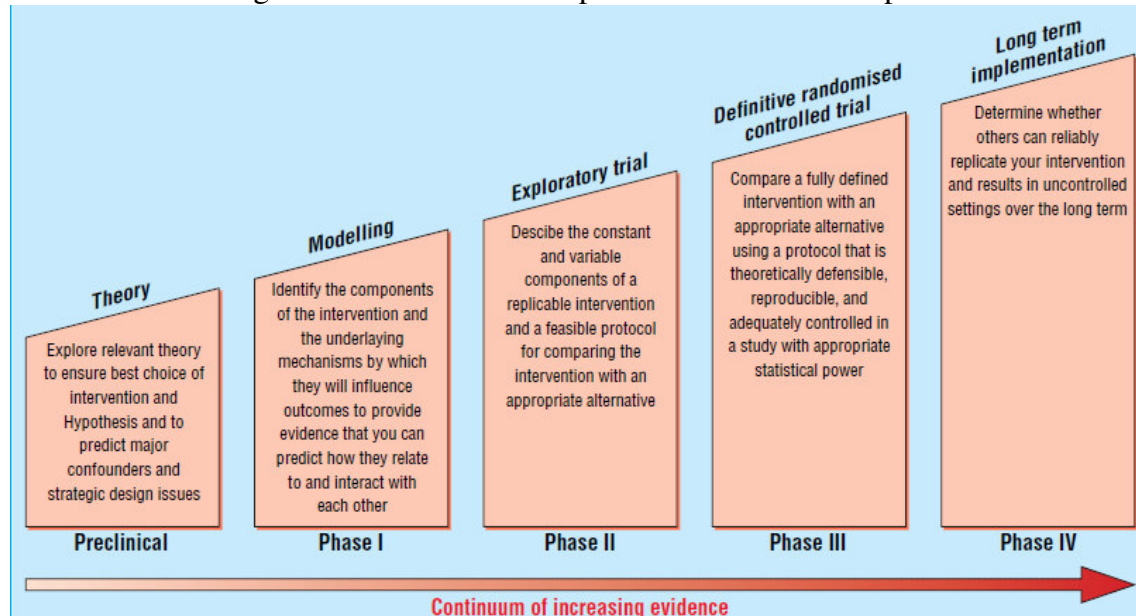 Theory
Explore relevant theory
to ensure best choice of
intervention and
Hypothesis and to
predict major
confounders and
strategic design issues
Preclinical
Modelling
Identify the components
of the intervention and
the underlaying
mechanisms by which
they will influence
outcomes to provide
evidence that you can
predict how they relate
to and interact with
each other
Phase I
Exploratory trial
Descibe the constant
and variable
components of a
replicable intervention
and a feasible protocol
for comparing the
intervention with an
appropriate alternative
Phase II
Definitive randomised
controlled trial
Compare a fully defined
intervention with an
appropriate alternative
using a protocol that is
theoretically defensible,
reproducible, and
adequately controlled in
a study with appropriate
statistical power
Phase III
Long term
implementation
Determine whether
others can reliably
replicate your intervention
and results in uncontrolled
settings over the long term
Phase IV
Continuum of increasing evidence